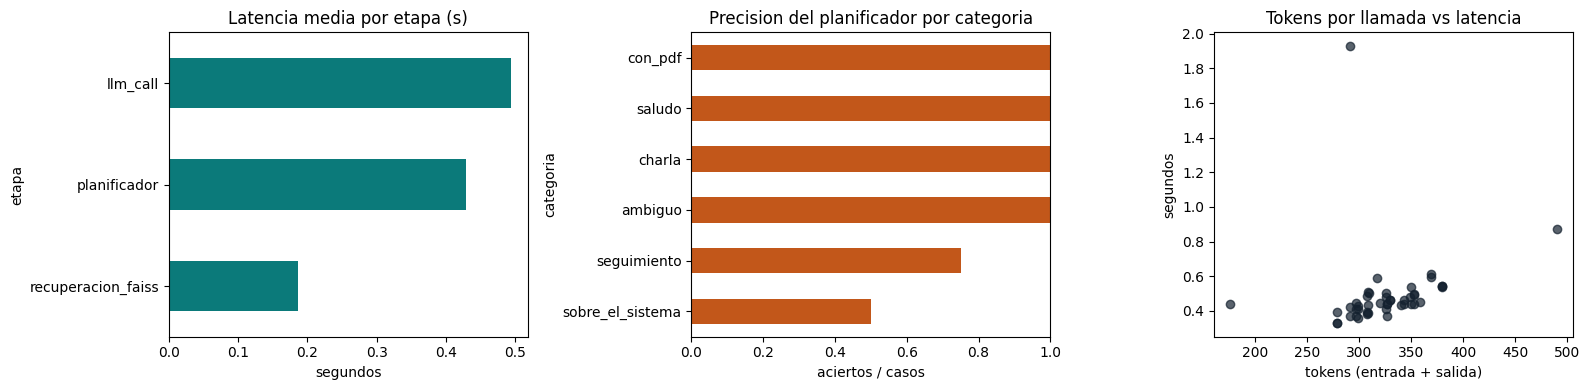 Latencia media por etapa (s)
etapa
llm_call
planificador
recuperacion_faiss
0.0 0.1 0.2 0.3 0.4 0.5
segundos
Precision del planificador por categoria
categoria
con_pdf
saludo
charla
ambiguo
seguimiento
sobre_el_sistema
0.0 0.2 0.4 0.6 0.8 1.0
aciertos / casos
Tokens por llamada vs latencia
segundos
2.0
1.8
1.6
1.4
1.2
1.0
0.8
0.6
0.4
200 250 300 350 400 450 500
tokens (entrada + salida)